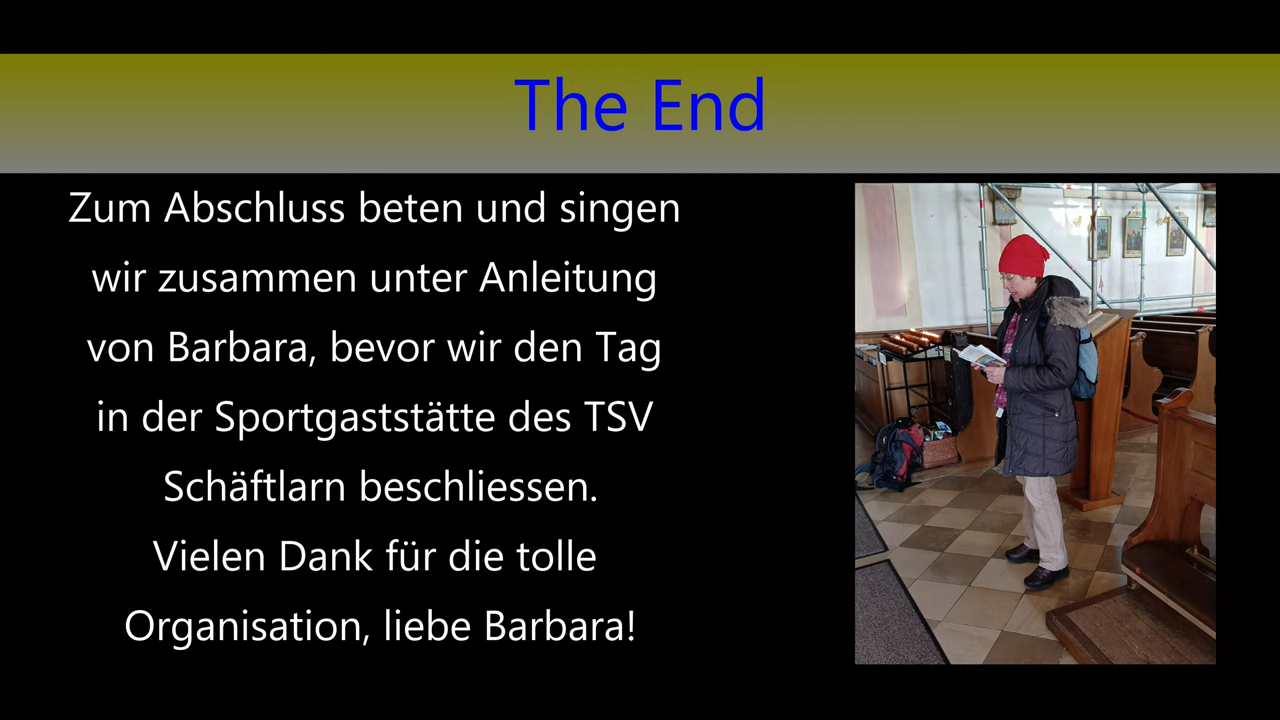 The End
Zum Abschluss beten und singen
wir zusammen unter Anleitung
von Barbara, bevor wir den Tag
in der Sportgaststätte des TSV
Schäftlarn beschliessen.
Vielen Dank für die tolle
Organisation, liebe Barbara!